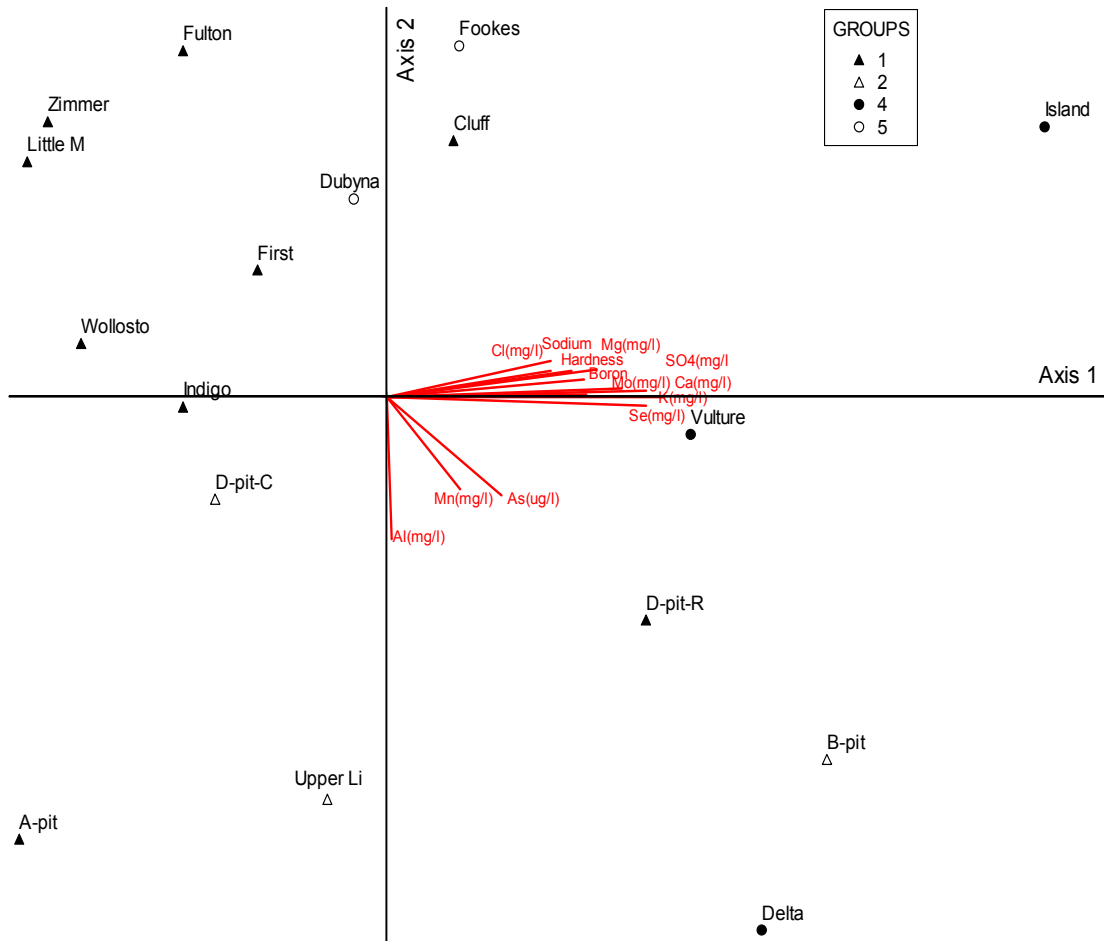 Fulton
Axis 2
Fookes
GROUPS
1
2
4
5
Zimmer
Island
Little M
Cluff
Dubyna
First
Wollosto
Cl(mg/l)
Sodium
Mg(mg/l)
Hardness
SO4(mg/l
Boron
Mo(mg/l)
Ca(mg/l)
Axis 1
Indigo
K(mg/l)
Se(mg/l)
Vulture
D-pit-C
Mn(mg/l)
As(ug/l)
Al(mg/l)
D-pit-R
B-pit
Upper Li
A-pit
Delta